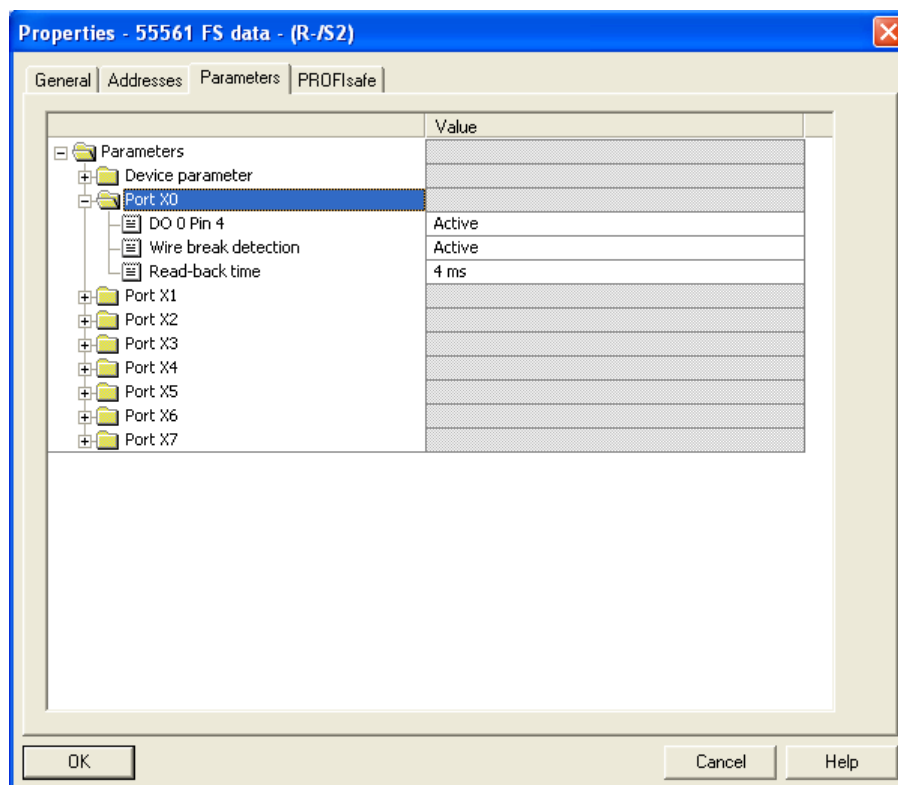 Properties - 55561 FS data - (R-/S2)
General Addresses Parameters PROFIsafe
Value
Parameters
Device parameter
Port X0
DO 0 Pin 4 Active
Wire break detection Active
Read-back time 4 ms
Port X1
Port X2
Port X3
Port X4
Port X5
Port X6
Port X7
OK Cancel Help